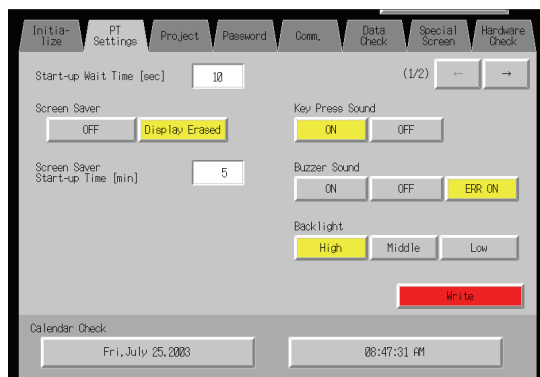 Initia-
lize
PT
Settings
Project
Password
Comm.
Data
Check
Special
Screen
Hardware
Check
Start-up Wait Time [sec]
10
(1/2)
←
→
Screen Saver
OFF
Display Erased
Key Press Sound
ON
OFF
Screen Saver
Start-up Time [min]
5
Buzzer Sound
ON
OFF
ERR ON
Backlight
High
Middle
Low
Write
Calendar Check
Fri,July 25,2003
08:47:31 AM